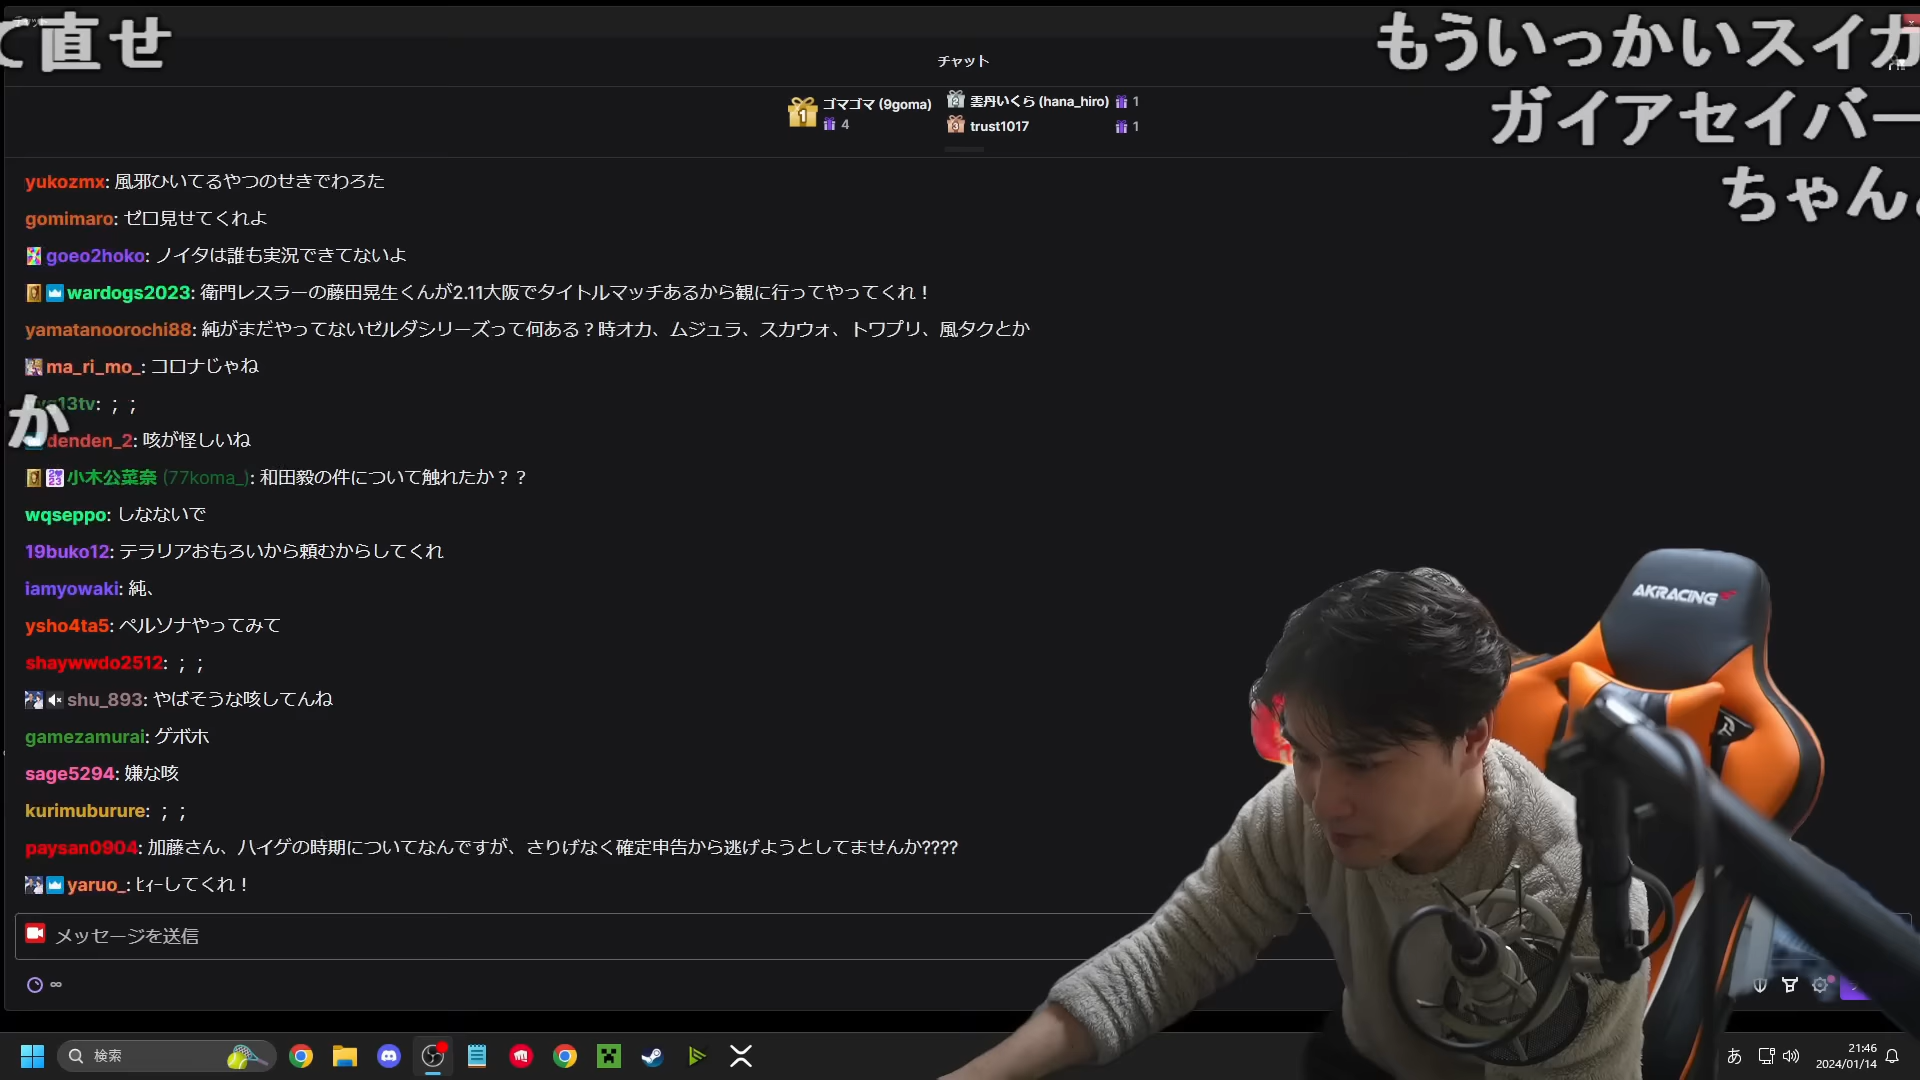 て直せ
もういっかいスイカ
チャット
ガイアセイバー
ゴマゴマ (9goma)
4
雲丹いくら (hana_hiro) 1
trust1017 1
ちゃん
yukozmx: 風邪ひいてるやつのせきでわろた
gomimaro: ゼロ見せてくれよ
goeo2hoko: ノイタは誰も実況できてないよ
wardogs2023: 衛門レスラーの藤田晃生くんが2.11大阪でタイトルマッチあるから観に行ってやってくれ！
yamatanoorochi88: 純がまだやってないゼルダシリーズって何ある？時オカ、ムジュラ、スカウォ、トワプリ、風タクとか
ma_ri_mo_: コロナじゃね
13tv: ；；
か
denden_2: 咳が怪しいね
小木公菜奈 (77koma_): 和田毅の件について触れたか？？
wqseppo: しなないで
19buko12: テラリアおもろいから頼むからしてくれ
iamyowaki: 純、
ysho4ta5: ペルソナやってみて
AKRACING
shaywwdo2512: ；；
shu_893: やばそうな咳してんね
gamezamurai: ゲボホ
sage5294: 嫌な咳
kurimuburure: ；；
paysan0904: 加藤さん、ハイゲの時期についてなんですが、さりげなく確定申告から逃げようとしてませんか????
yaruo_: ﾋｨｰしてくれ！
メッセージを送信
∞
検索
あ
21:46
2024/01/14